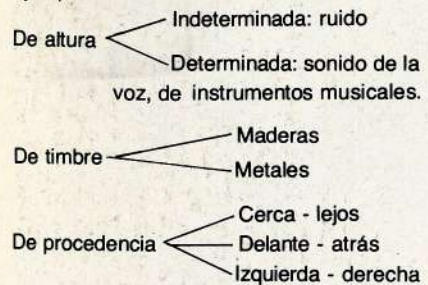 De altura
Indeterminada: ruido
Determinada: sonido de la
voz, de instrumentos musicales.
De timbre
Maderas
Metales
De procedencia
Cerca - lejos
Delante - atrás
Izquierda - derecha